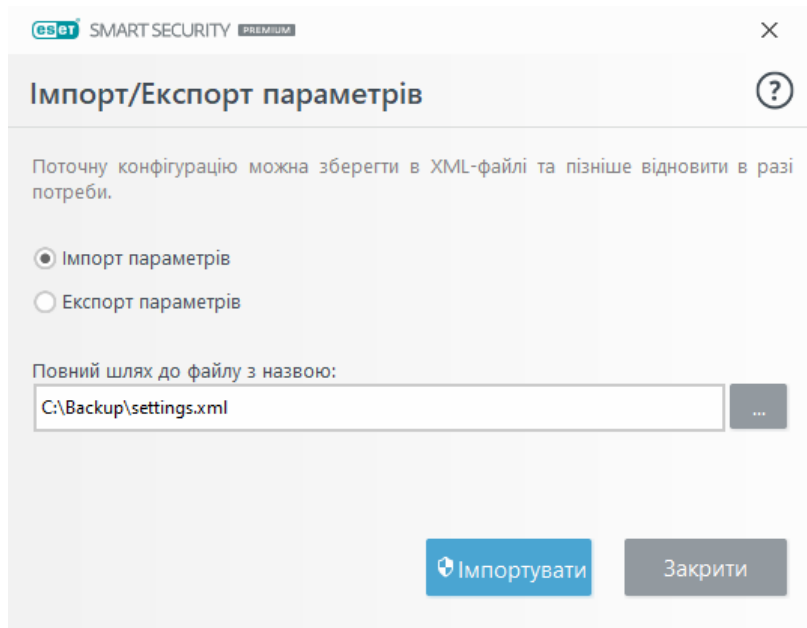 eset SMART SECURITY PREMIUM
Імпорт/Експорт параметрів
?
Поточну конфігурацію можна зберегти в XML-файлі та пізніше відновити в разі
потреби.
Імпорт параметрів
Експорт параметрів
Повний шлях до файлу з назвою:
C:\Backup\settings.xml
...
Імпортувати Закрити